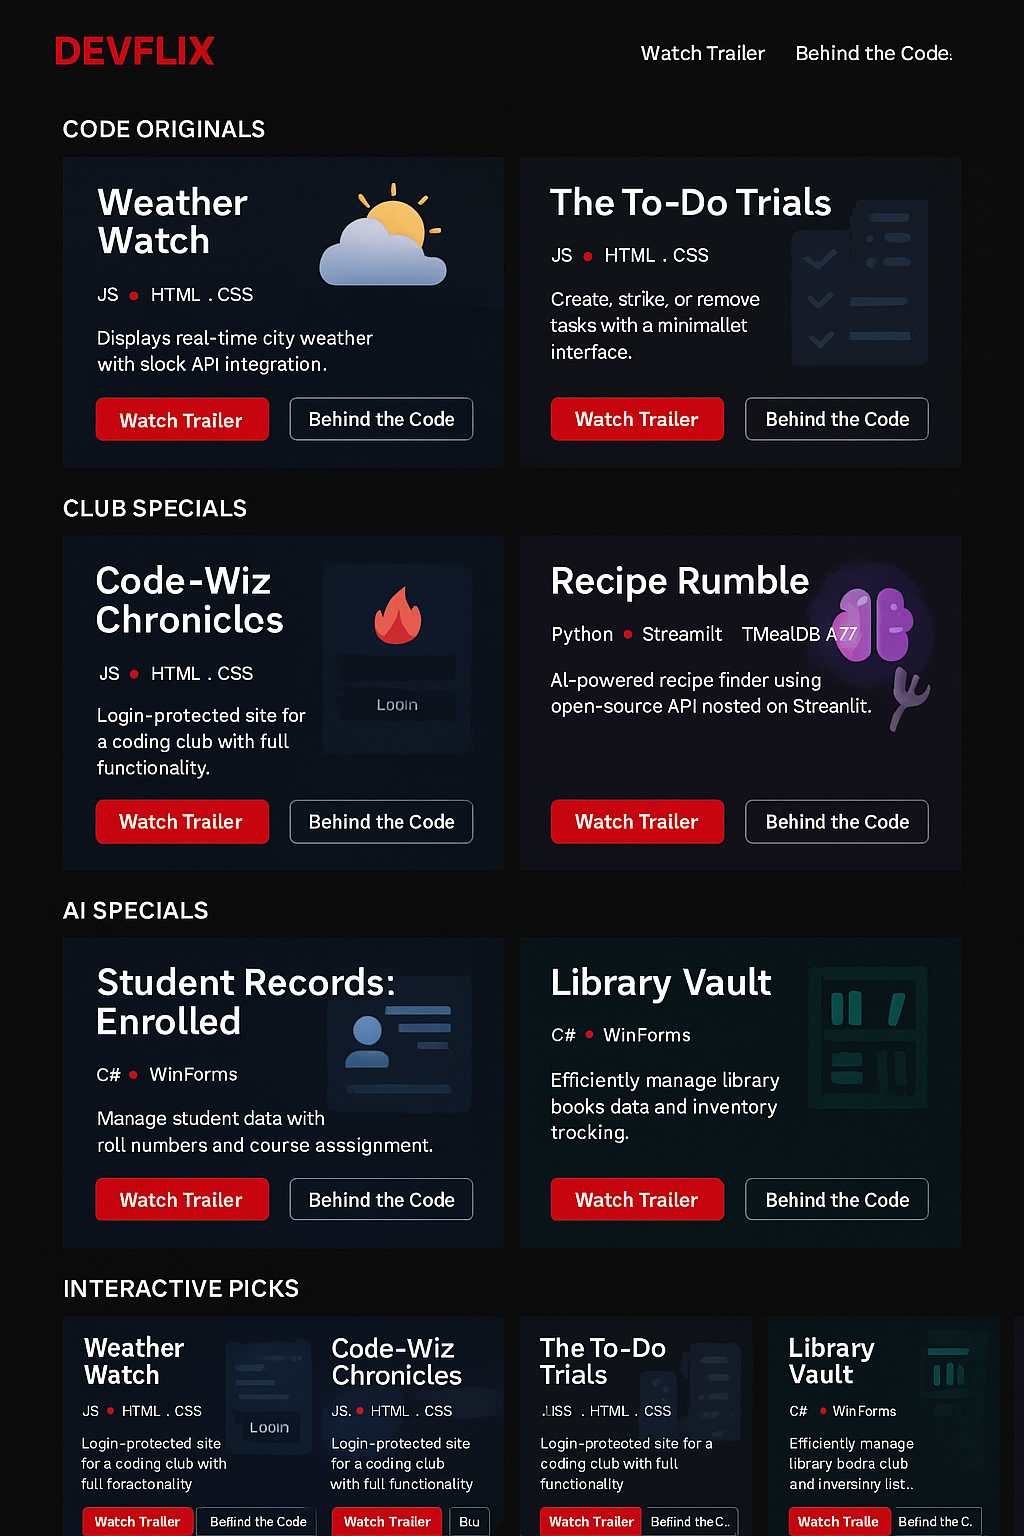 DEVFLIX
Watch Trailer Behind the Code.
CODE ORIGINALS
Weather
Watch
JS • HTML . CSS
Displays real-time city weather
with slock API integration.
Watch Trailer Behind the Code
The To-Do Trials
JS • HTML . CSS
Create, strike, or remove
tasks with a minimallet
interface.
Watch Trailer Behind the Code
CLUB SPECIALS
Code-Wiz
Chronicles
JS • HTML . CSS
Login-protected site for
a coding club with full
functionality.
Looin
Watch Trailer Behind the Code
Recipe Rumble
Python • Streamilt TMealDB A77
AI-powered recipe finder using
open-source API nosted on Streanlit.
Watch Trailer Behind the Code
AI SPECIALS
Student Records:
Enrolled
C# • WinForms
Manage student data with
roll numbers and course asssignment.
Watch Trailer Behind the Code
Library Vault
C# • WinForms
Efficiently manage library
books data and inventory
trocking.
Watch Trailer Behind the Code
INTERACTIVE PICKS
Weather
Watch
JS • HTML . CSS
Login-protected site
for a coding club with
full foractonality
Looin
Watch Trailer Beflind the Code
Code-Wiz
Chronicles
JS. • HTML . CSS
Login-protected site
for a coding club
with full functionality
Watch Trailer
The To-Do
Trials
.LISS . HTML . CSS
Login-proteoted site for a
coding club with full
functionallty
Watch Trailer Befind the C..
Library
Vault
C# • WinForms
Efficiently manage
library bodra club
and inversiny list..
Watch Tralle Befind the C.